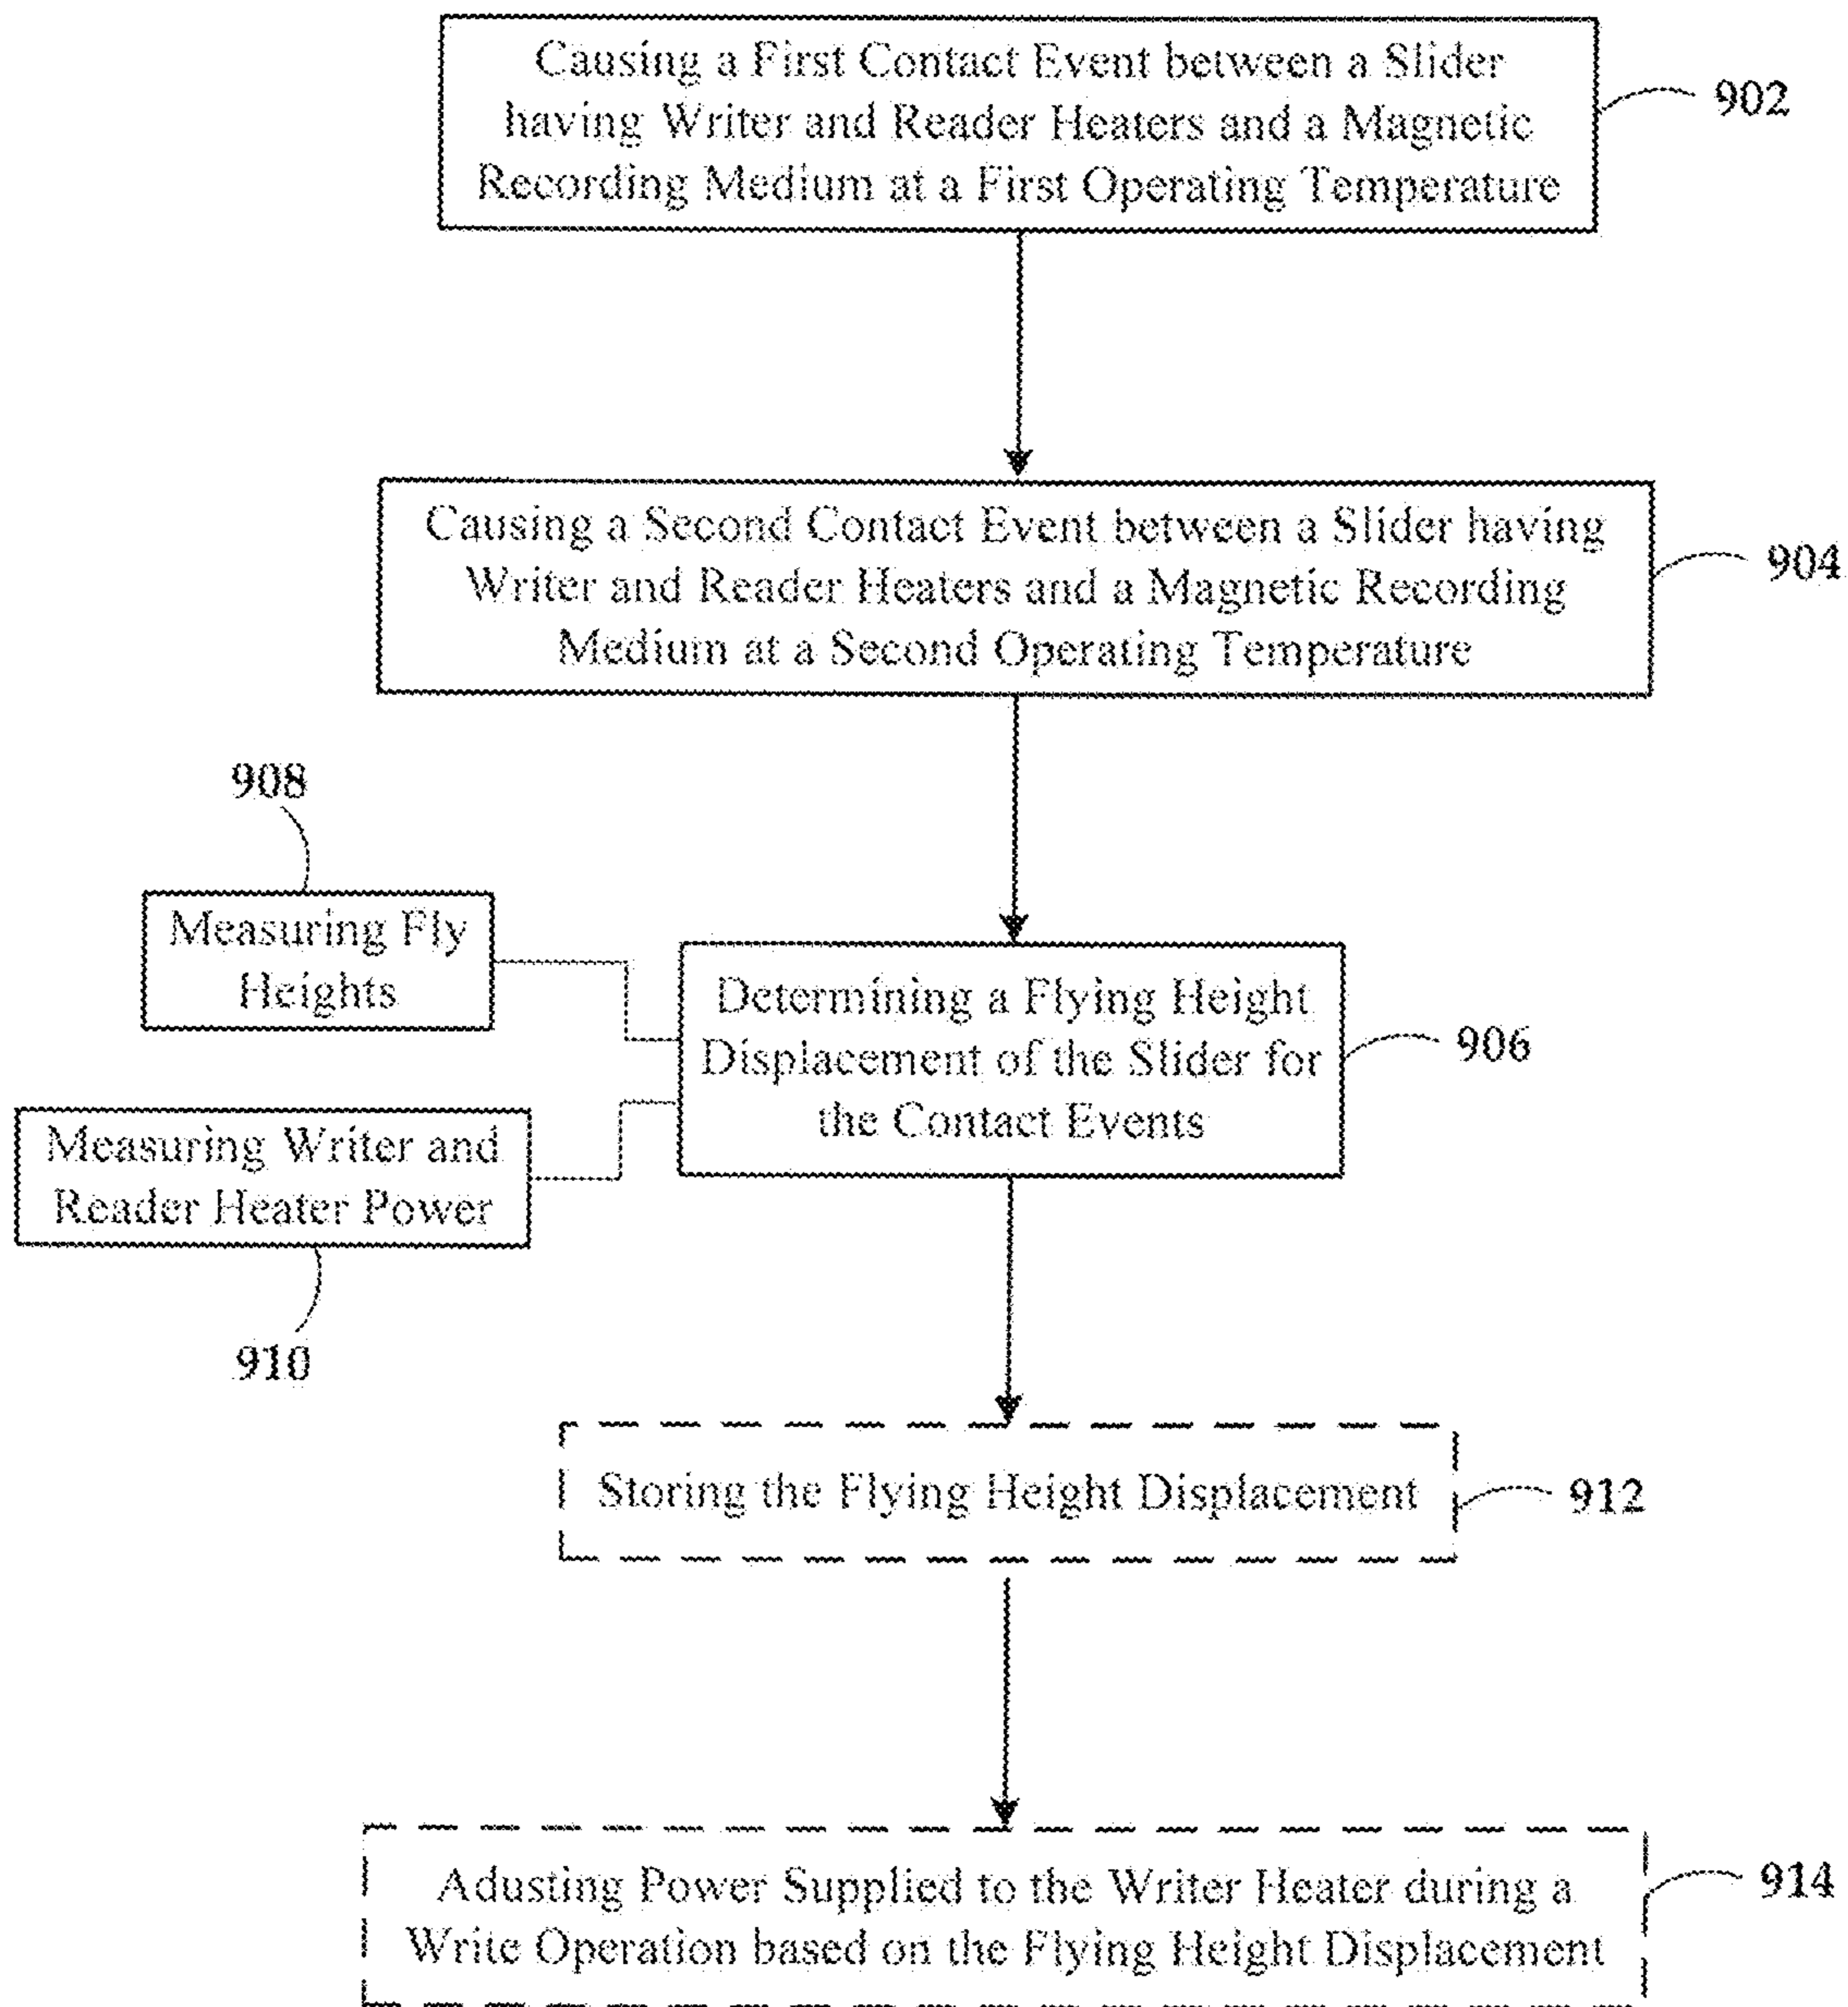 Causing a First Contact Event between a Slider
having Writer and Reader Heaters and a Magnetic
Recording Medium at a First Operating Temperature
902
Causing a Second Contact Event between a Slider having
Writer and Reader Heaters and a Magnetic Recording
Medium at a Second Operating Temperature
904
908
Measuring Fly
Heights
Determining a Flying Height
Displacement of the Slider for
the Contact Events
906
Measuring Writer and
Reader Heater Power
910
Storing the Flying Height Displacement
912
Adusting Power Supplied to the Writer Heater during a
Write Operation based on the Flying Height Displacement
914